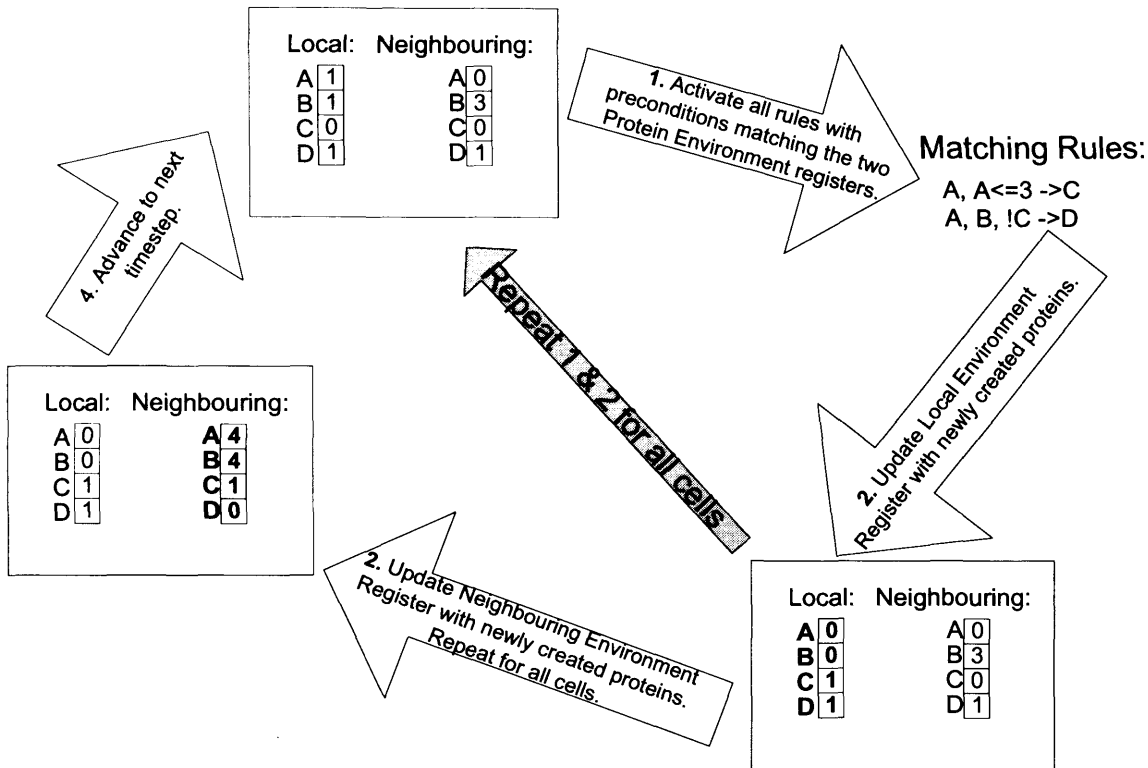 Local: Neighbouring:
A 1 A 0
B 1 B 3
C 0 C 0
D 1 D 1
1. Activate all rules with
preconditions matching the two
Protein Environment registers.
Matching Rules:
A, A<=3 ->C
A, B, !C ->D
2. Update Local Environment
Register with newly created proteins.
Local: Neighbouring:
A 0 A 0
B 0 B 3
C 1 C 0
D 1 D 1
Repeat 1 & 2 for all cells
2. Update Neighbouring Environment
Register with newly created proteins.
Repeat for all cells.
Local: Neighbouring:
A 0 A 4
B 0 B 4
C 1 C 1
D 1 D 0
4. Advance to next
timestep.